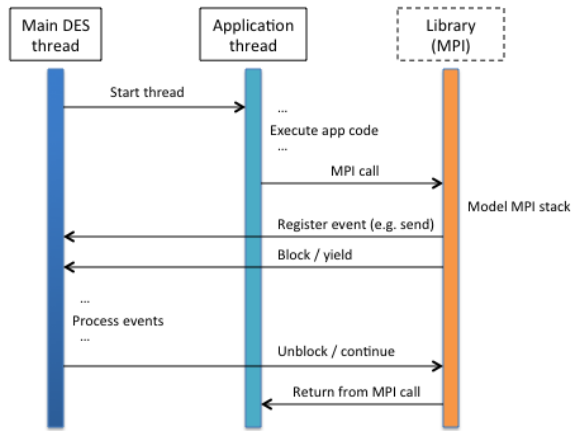 Main DES
thread
Application
thread
Library
(MPI)
Start thread
...
Execute app code
...
MPI call
Model MPI stack
Register event (e.g. send)
Block / yield
...
Process events
...
Unblock / continue
Return from MPI call